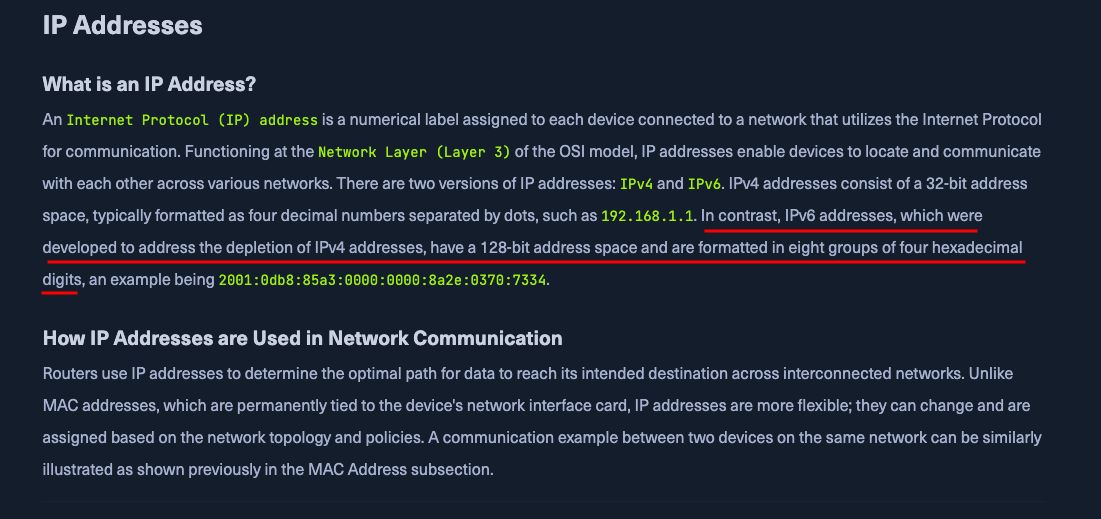 IP Addresses
What is an IP Address?
An Internet Protocol (IP) address is a numerical label assigned to each device connected to a network that utilizes the Internet Protocol
for communication. Functioning at the Network Layer (Layer 3) of the OSI model, IP addresses enable devices to locate and communicate
with each other across various networks. There are two versions of IP addresses: IPv4 and IPv6. IPv4 addresses consist of a 32-bit address
space, typically formatted as four decimal numbers separated by dots, such as 192.168.1.1. In contrast, IPv6 addresses, which were
developed to address the depletion of IPv4 addresses, have a 128-bit address space and are formatted in eight groups of four hexadecimal
digits, an example being 2001:0db8:85a3:0000:0000:8a2e:0370:7334.
How IP Addresses are Used in Network Communication
Routers use IP addresses to determine the optimal path for data to reach its intended destination across interconnected networks. Unlike
MAC addresses, which are permanently tied to the device's network interface card, IP addresses are more flexible; they can change and are
assigned based on the network topology and policies. A communication example between two devices on the same network can be similarly
illustrated as shown previously in the MAC Address subsection.